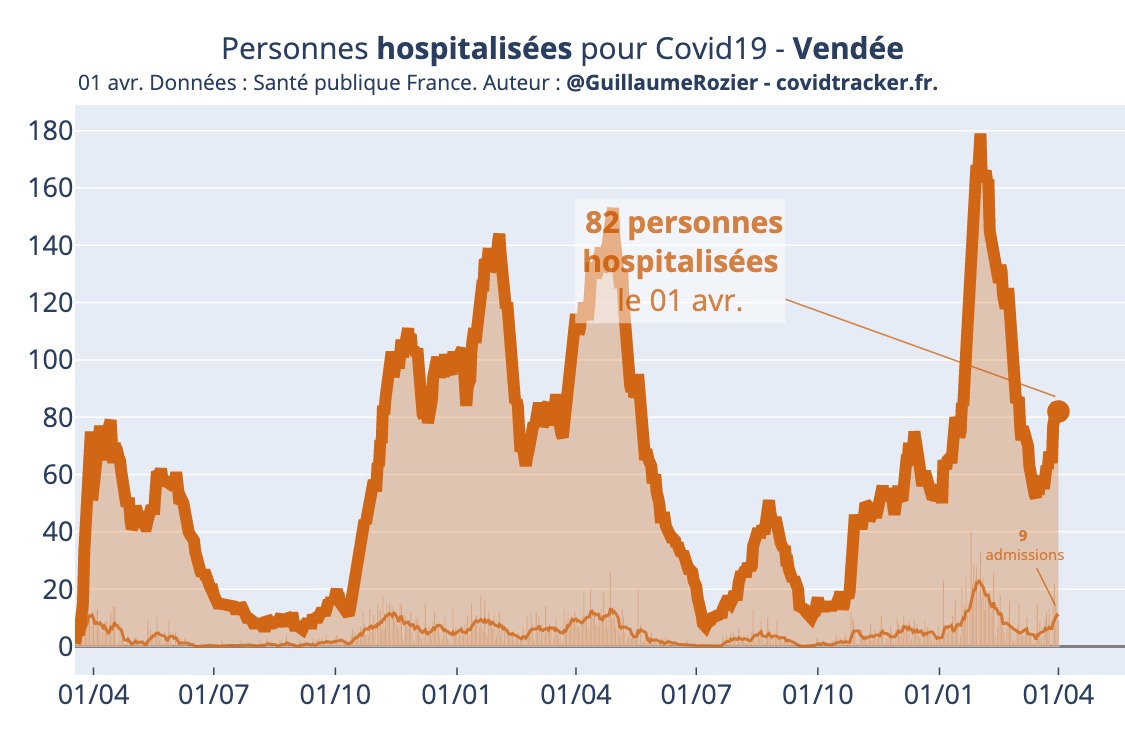 Personnes hospitalisées pour Covid19 - Vendée
01 avr. Données : Santé publique France. Auteur : @GuillaumeRozier - covidtracker.fr.
180
160
140
120
100
80
60
40
20
0
82 personnes
hospitalisées
le 01 avr.
9
admissions
01/04 01/07 01/10 01/01 01/04 01/07 01/10 01/01 01/04